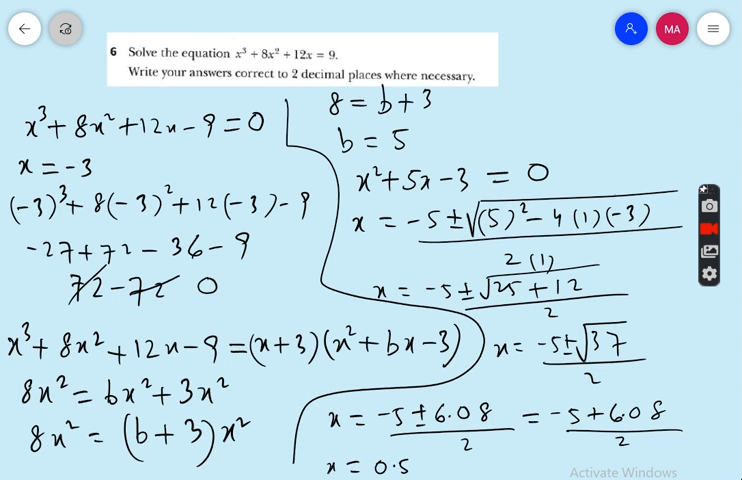 MA
6 Solve the equation x³ + 8x² + 12x = 9.
Write your answers correct to 2 decimal places where necessary.
x³ + 8x² + 12x - 9 = 0
x = -3
(-3)³ + 8(-3)² + 12(-3) - 9
-27 + 72 - 36 - 9
72 - 72 0
x³ + 8x² + 12x - 9 = (x+3)(x² + bx - 3)
8x² = bx² + 3x²
8x² = (b + 3)x²
8 = b + 3
b = 5
x² + 5x - 3 = 0
x = -5 ± √(5)² - 4(1)(-3) / 2(1)
x = -5 ± √25 + 12 / 2
x = -5 ± √37 / 2
x = -5 ± 6.08 / 2 = -5 + 6.08 / 2
x = 0.5
Activate Windows